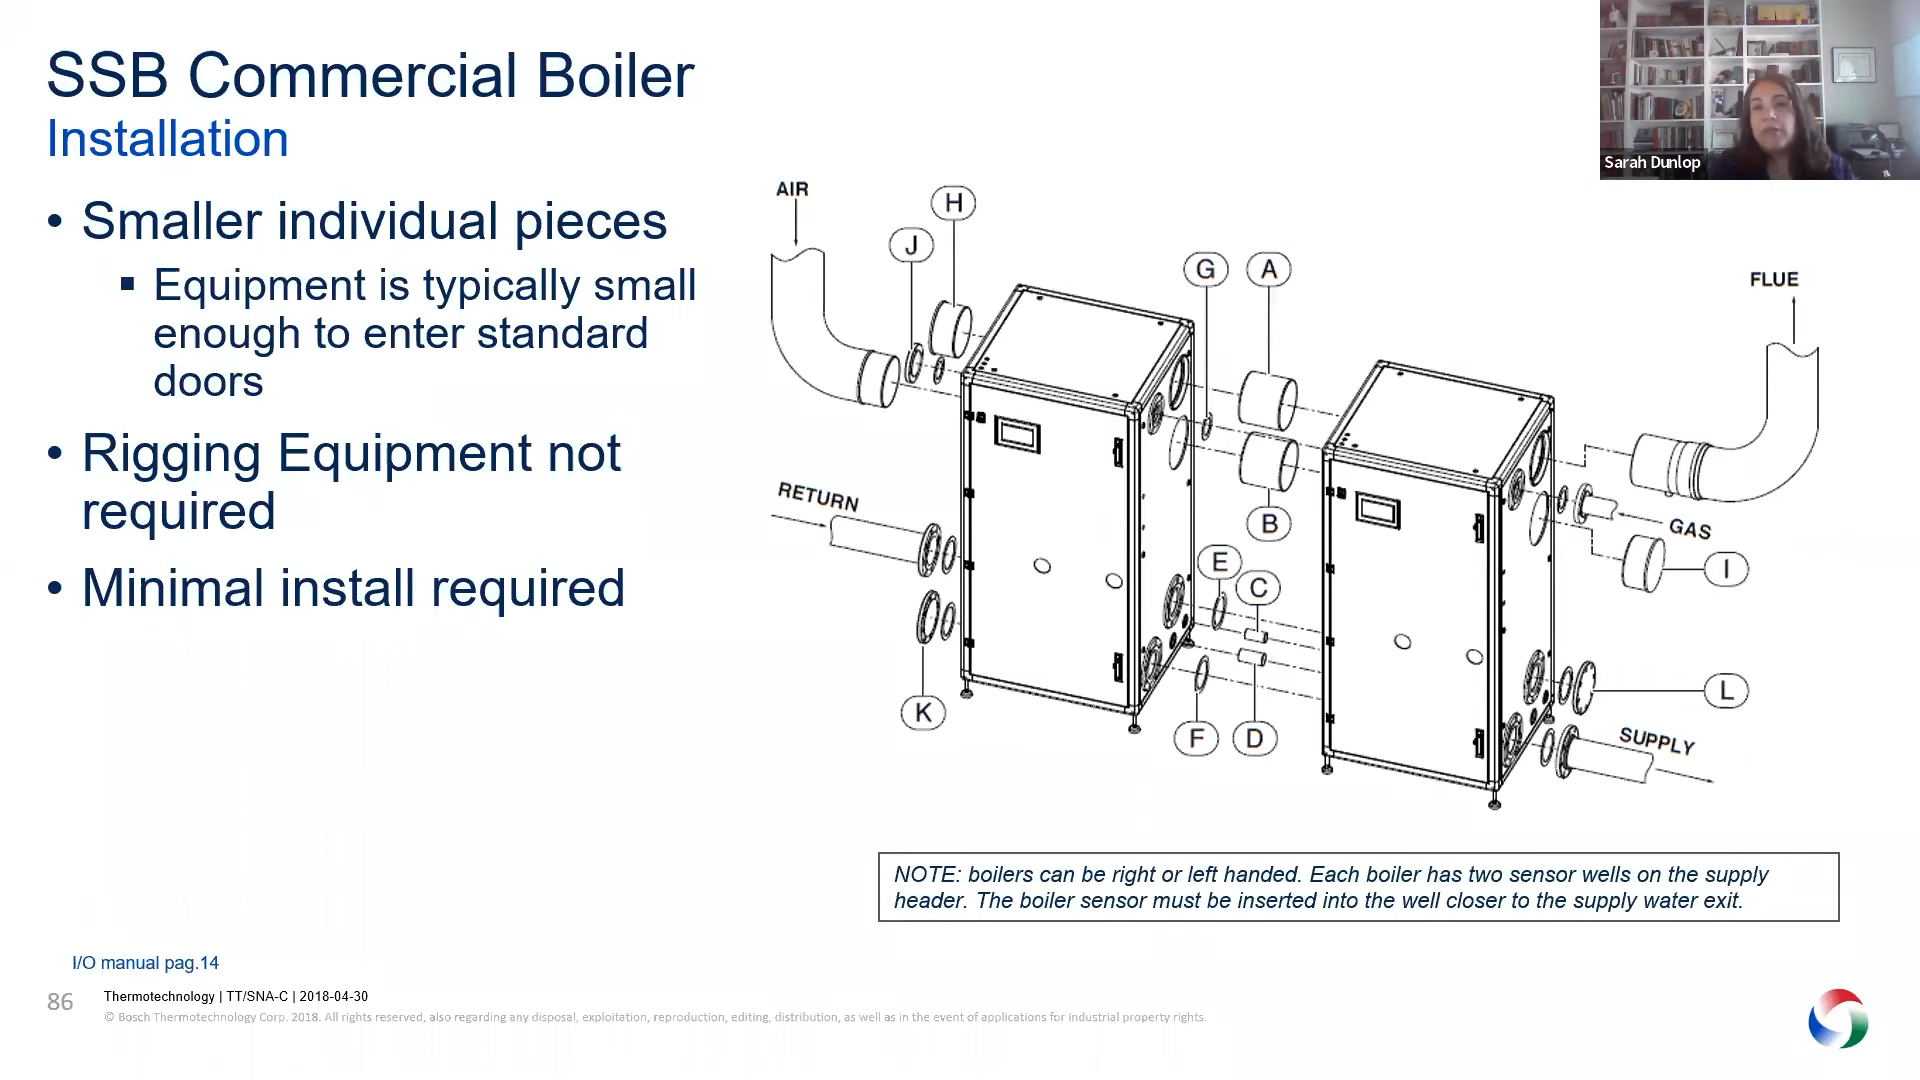 SSB Commercial Boiler
Installation
• Smaller individual pieces
▪ Equipment is typically small
enough to enter standard
doors
• Rigging Equipment not
required
• Minimal install required
Sarah Dunlop
AIR
H
J
G
A
FLUE
RETURN
B
GAS
E
C
I
K
L
F
D
SUPPLY
NOTE: boilers can be right or left handed. Each boiler has two sensor wells on the supply
header. The boiler sensor must be inserted into the well closer to the supply water exit.
I/O manual pag.14
86
Thermotechnology | TT/SNA-C | 2018-04-30
© Bosch Thermotechnology Corp. 2018. All rights reserved, also regarding any disposal, exploitation, reproduction, editing, distribution, as well as in the event of applications for industrial property rights.